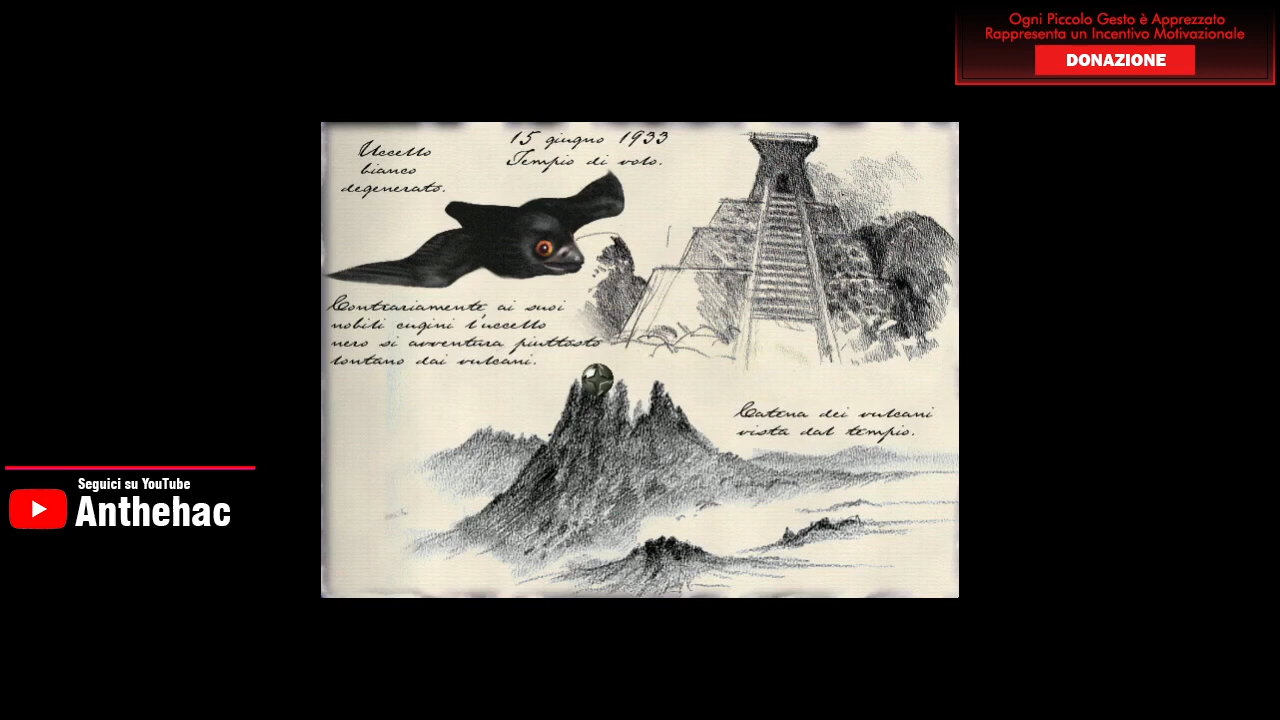 Ogni Piccolo Gesto è Apprezzato
Rappresenta un Incentivo Motivazionale
DONAZIONE
Uccello
bianco
degenerato.
15 giugno 1933
Tempio di volo.
Contrariamente ai suoi
nobili cugini l'uccello
nero si avventura piuttosto
lontano dai vulcani.
Catena dei vulcani
vista dal tempio.
Seguici su YouTube
Anthehac